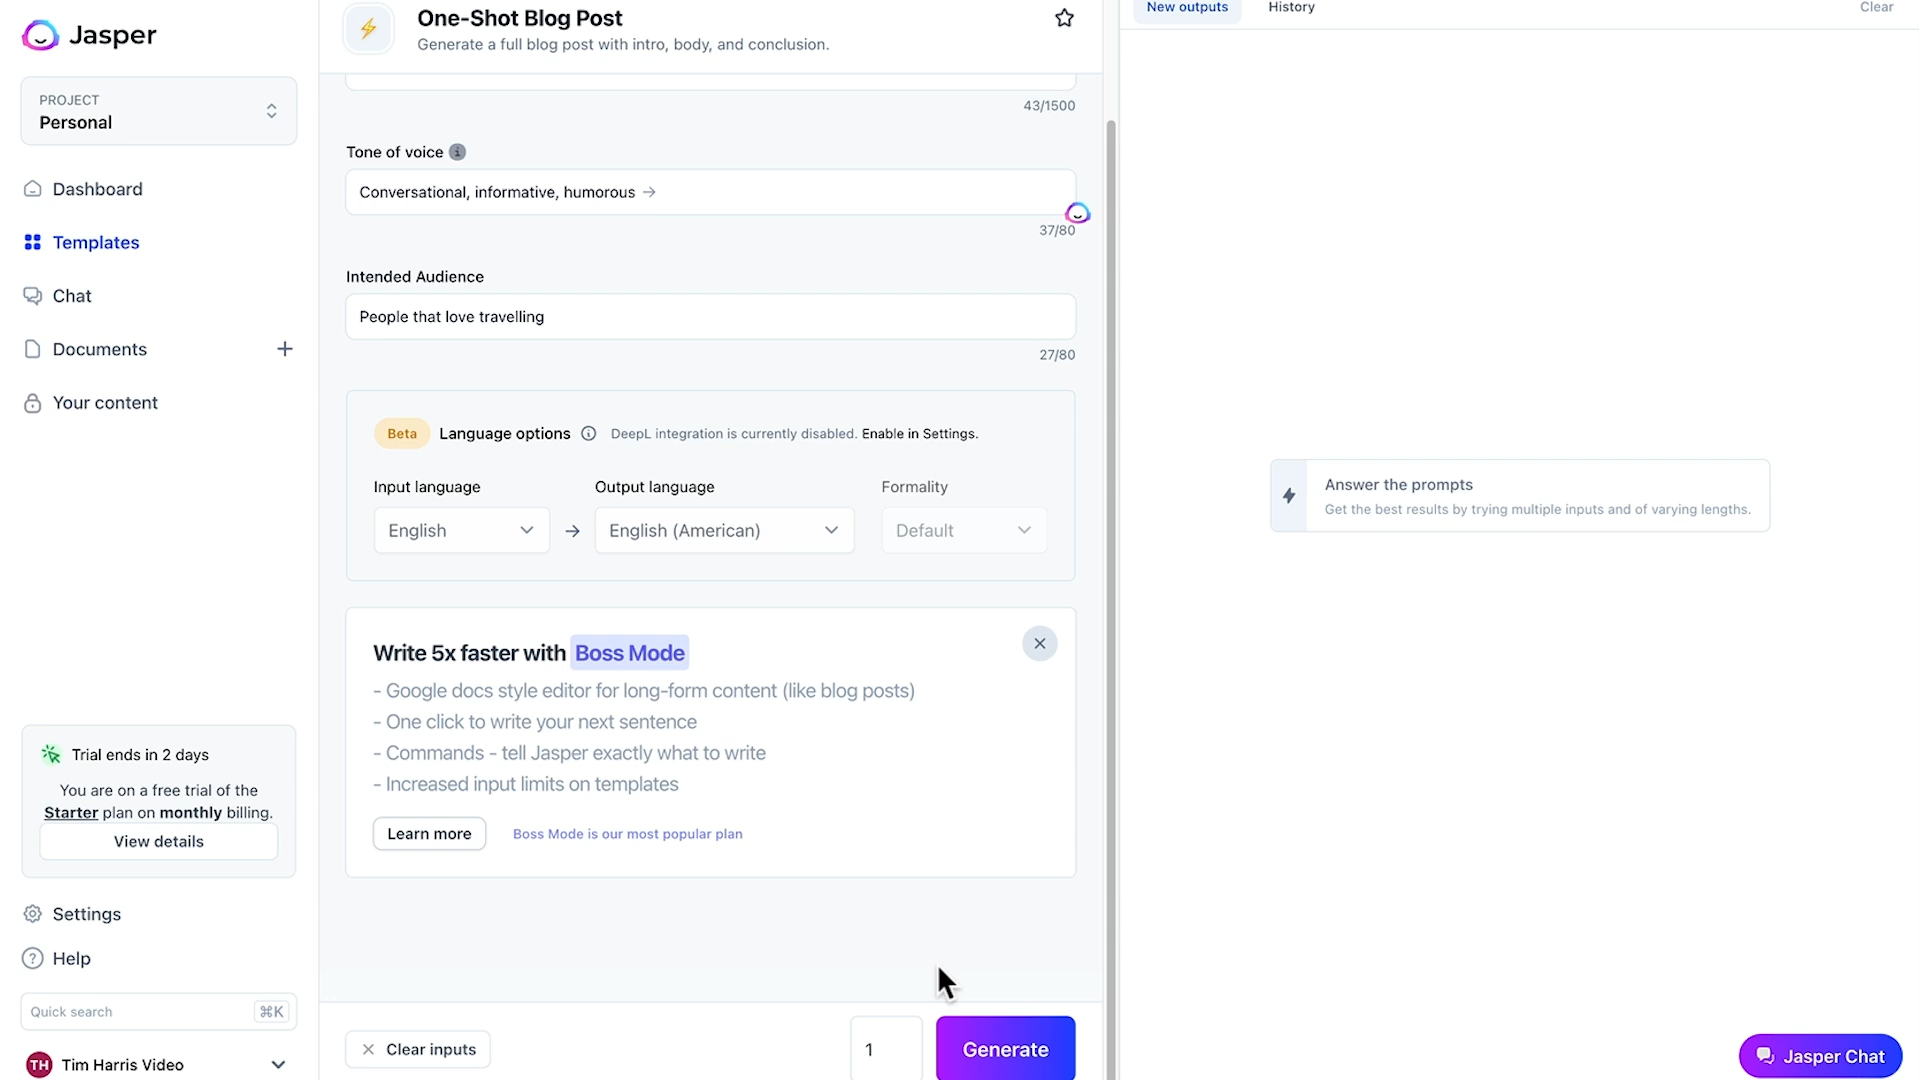 Jasper
PROJECT
Personal
Dashboard
Templates
Chat
Documents
Your content
Trial ends in 2 days
You are on a free trial of the
Starter plan on monthly billing.
View details
Settings
Help
Quick search
⌘K
TH
Tim Harris Video
One-Shot Blog Post
Generate a full blog post with intro, body, and conclusion.
43/1500
Tone of voice
Conversational, informative, humorous →
37/80
Intended Audience
People that love travelling
27/80
Beta Language options DeepL integration is currently disabled. Enable in Settings.
Input language Output language Formality
English → English (American) Default
Write 5x faster with Boss Mode
- Google docs style editor for long-form content (like blog posts)
- One click to write your next sentence
- Commands - tell Jasper exactly what to write
- Increased input limits on templates
Learn more Boss Mode is our most popular plan
Clear inputs 1 Generate
New outputs History Clear
Answer the prompts
Get the best results by trying multiple inputs and of varying lengths.
Jasper Chat